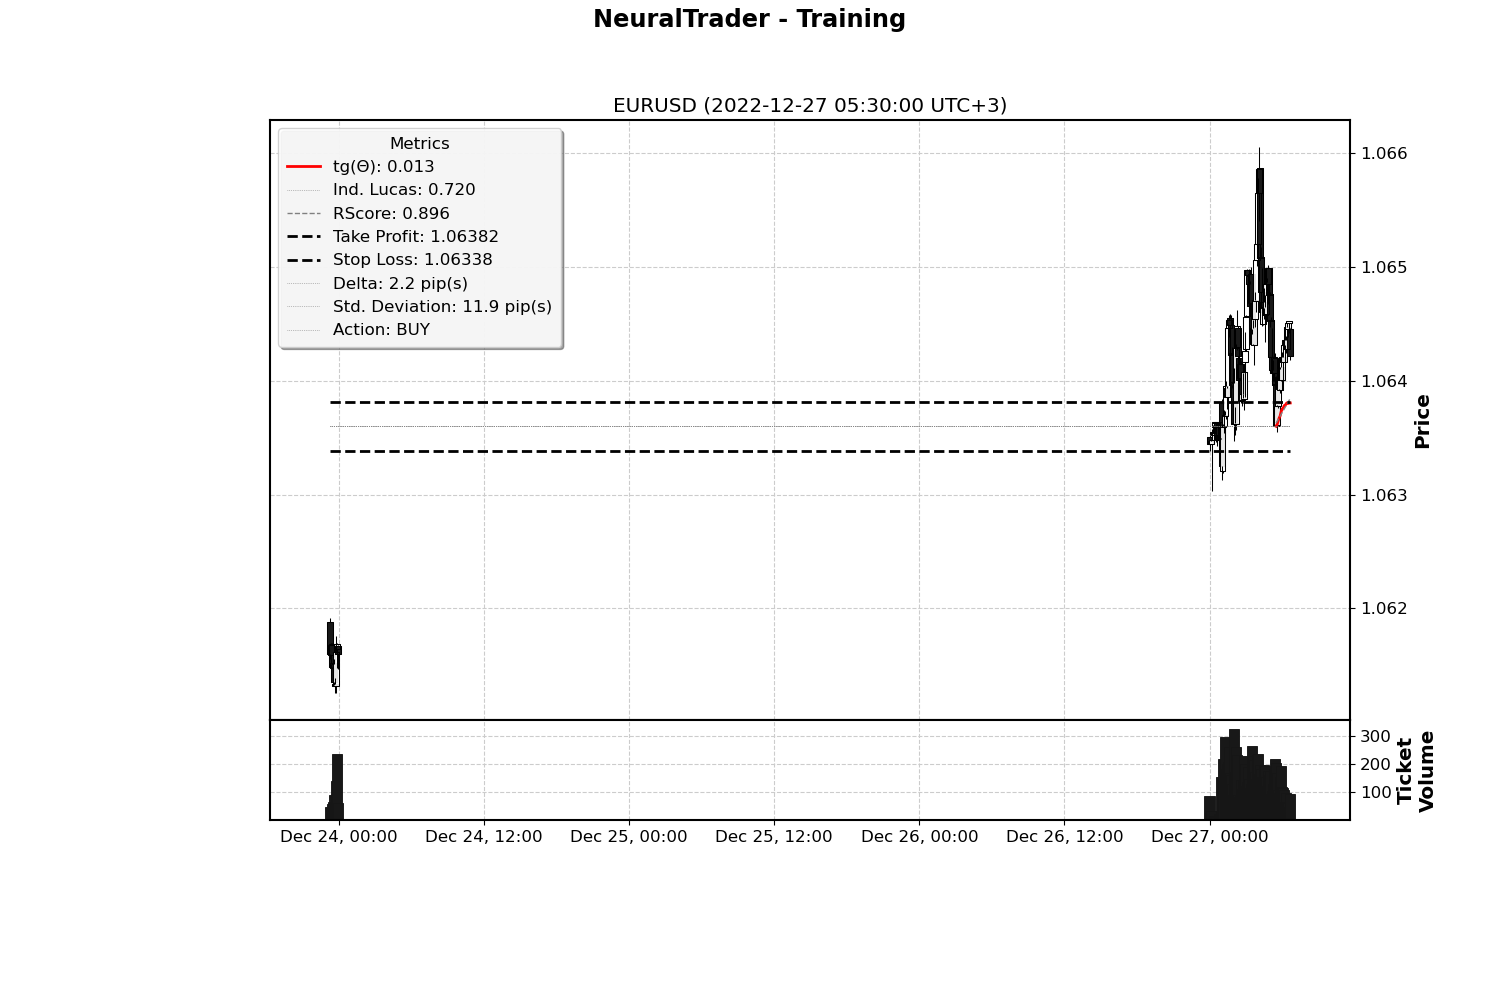 NeuralTrader - Training
EURUSD (2022-12-27 05:30:00 UTC+3)
Metrics
tg(Θ): 0.013
Ind. Lucas: 0.720
RScore: 0.896
Take Profit: 1.06382
Stop Loss: 1.06338
Delta: 2.2 pip(s)
Std. Deviation: 11.9 pip(s)
Action: BUY
1.066
1.065
1.064
1.063
1.062
Price
300
200
100
Ticket
Volume
Dec 24, 00:00
Dec 24, 12:00
Dec 25, 00:00
Dec 25, 12:00
Dec 26, 00:00
Dec 26, 12:00
Dec 27, 00:00